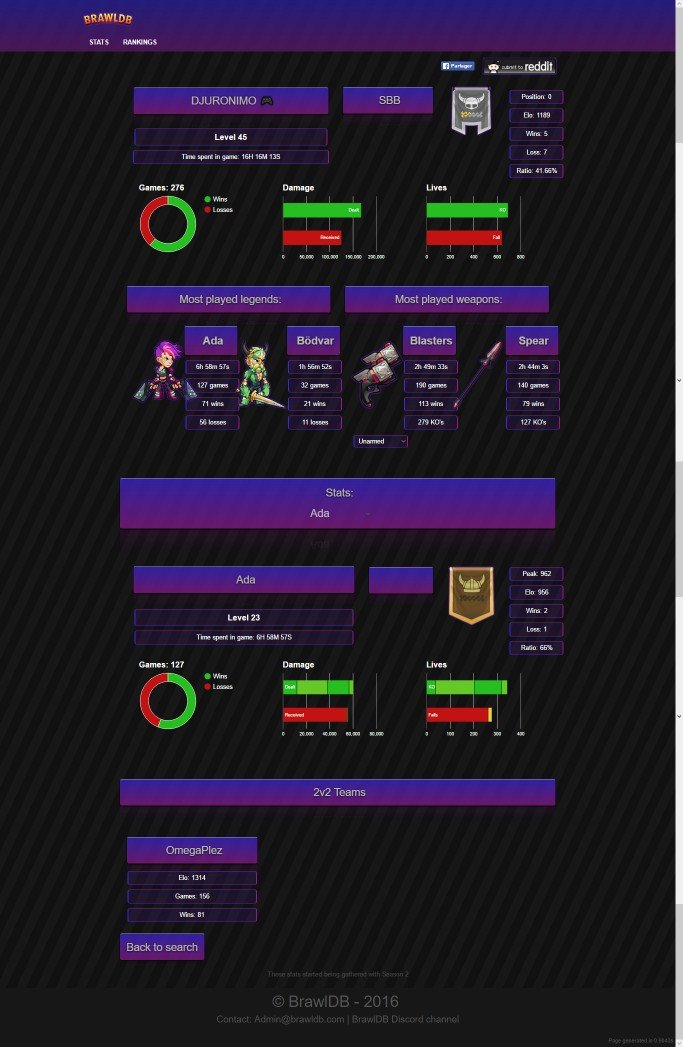 BRAWLDB
STATS RANKINGS
Partager submit to reddit
DJURONIMO SBB
Position: 0
Elo: 1189
Wins: 5
Loss: 7
Ratio: 41.66%
Level 45
Time spent in game: 16H 16M 13S
Games: 276
Wins
Losses
Damage
Dealt
Received
0 50,000 100,000 150,000 200,000
Lives
KO
Fall
0 200 400 600 800
Most played legends: Most played weapons:
Ada
6h 58m 57s
127 games
71 wins
56 losses
Bödvar
1h 56m 52s
32 games
21 wins
11 losses
Blasters
2h 49m 33s
190 games
113 wins
279 KO's
Spear
2h 44m 3s
140 games
79 wins
127 KO's
Unarmed
Stats:
Ada
Ada
Peak: 962
Elo: 956
Wins: 2
Loss: 1
Ratio: 66%
Level 23
Time spent in game: 6H 58M 57S
Games: 127
Wins
Losses
Damage
Dealt
Received
0 20,000 40,000 60,000 80,000
Lives
KO
Falls
0 100 200 300 400
2v2 Teams
OmegaPlez
Elo: 1314
Games: 156
Wins: 81
Back to search
These stats started being gathered with Season 2
© BrawlDB - 2016
Contact: Admin@brawldb.com | BrawlDB Discord channel
Page generated in